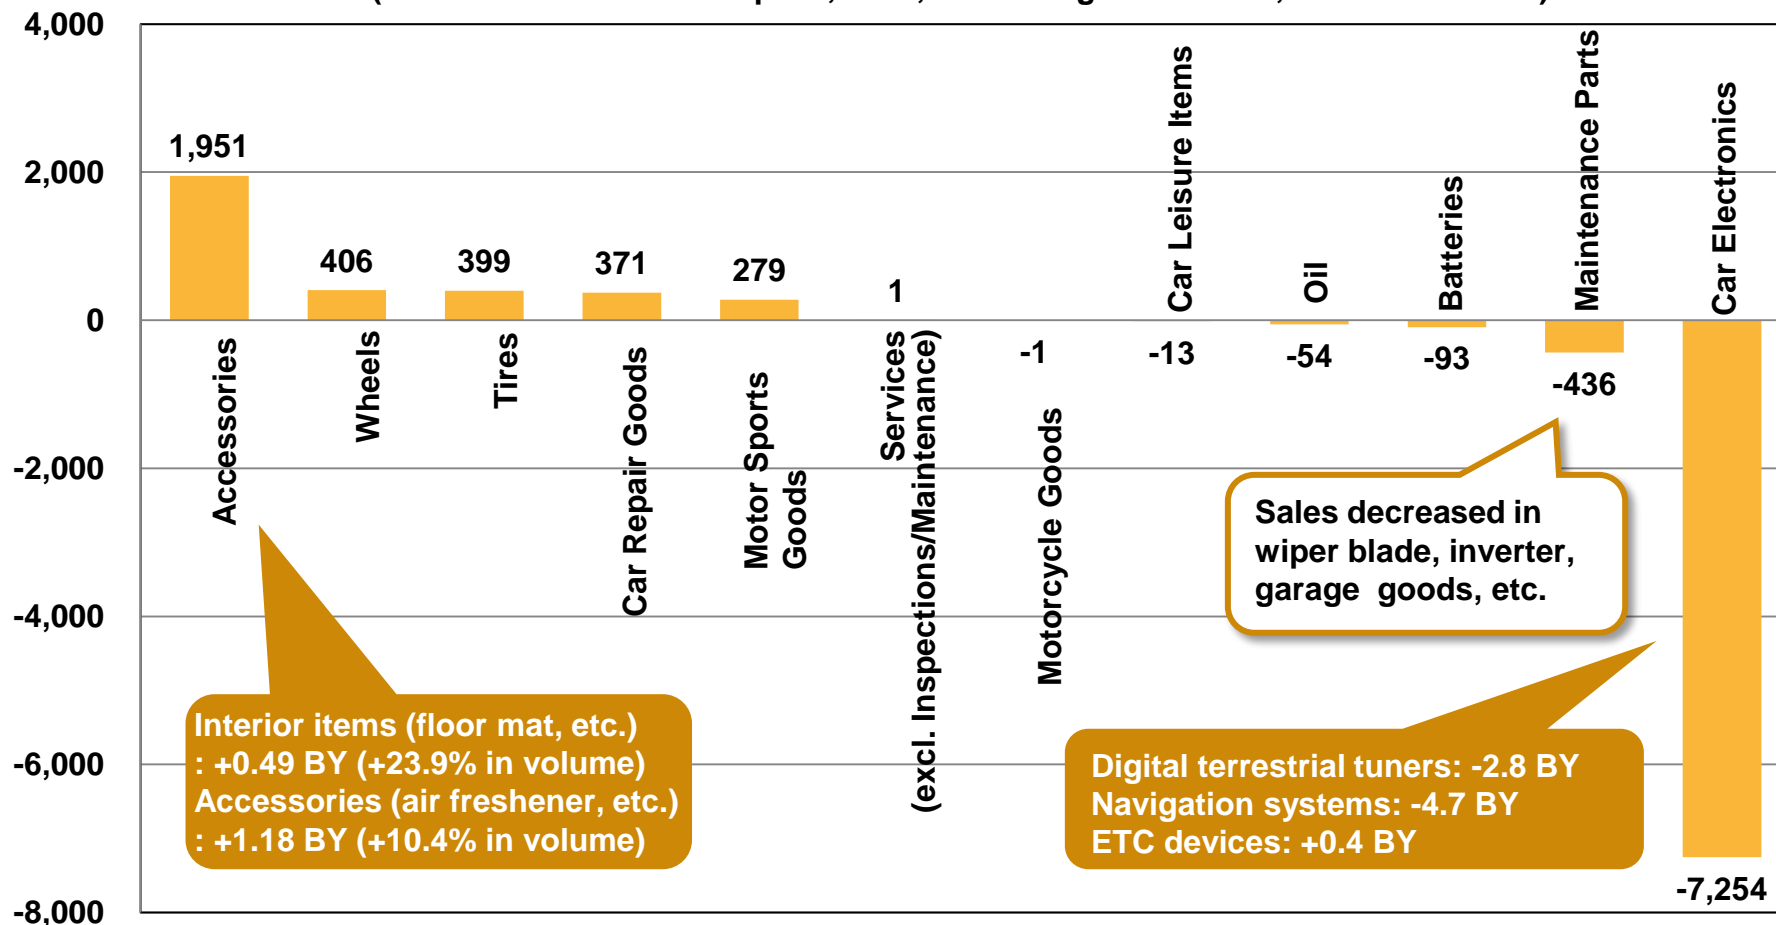 4,000
2,000
0
-2,000
-4,000
-6,000
-8,000
1,951
406
399
371
279
1
-1
-13
-54
-93
-436
-7,254
Accessories
Wheels
Tires
Car Repair Goods
Motor Sports
Goods
Services
(excl. Inspections/Maintenance)
Motorcycle Goods
Car Leisure Items
Oil
Batteries
Maintenance Parts
Car Electronics
Sales decreased in
wiper blade, inverter,
garage goods, etc.
Interior items (floor mat, etc.)
: +0.49 BY (+23.9% in volume)
Accessories (air freshener, etc.)
: +1.18 BY (+10.4% in volume)
Digital terrestrial tuners: -2.8 BY
Navigation systems: -4.7 BY
ETC devices: +0.4 BY